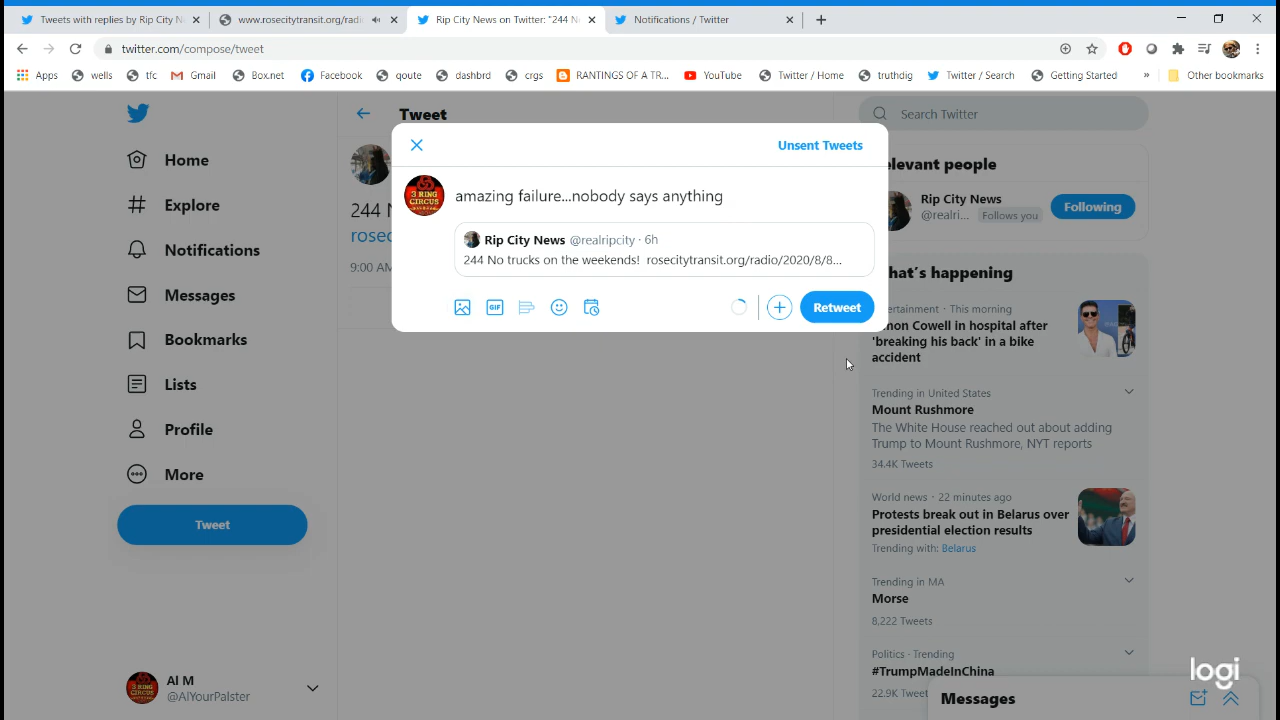 Tweets with replies by Rip City N
www.rosecitytransit.org/radi
Rip City News on Twitter: "244 N
Notifications / Twitter
twitter.com/compose/tweet
Apps
wells
tfc
Gmail
Box.net
Facebook
qoute
dashbrd
crgs
RANTINGS OF A TR...
YouTube
Twitter / Home
truthdig
Twitter / Search
Getting Started
Other bookmarks
Home
Explore
Notifications
Messages
Bookmarks
Lists
Profile
More
Tweet
Al M
@AlYourPalster
Tweet
244 N
rosec
9:00 AM
Unsent Tweets
3 RING
CIRCUS
amazing failure...nobody says anything
Rip City News @realripcity · 6h
244 No trucks on the weekends! rosecitytransit.org/radio/2020/8/8...
GIF
Retweet
Search Twitter
elevant people
Rip City News
@realri... Follows you
Following
hat's happening
ertainment · This morning
mon Cowell in hospital after
'breaking his back' in a bike
accident
Trending in United States
Mount Rushmore
The White House reached out about adding
Trump to Mount Rushmore, NYT reports
34.4K Tweets
World news · 22 minutes ago
Protests break out in Belarus over
presidential election results
Trending with: Belarus
Trending in MA
Morse
8,222 Tweets
Politics · Trending
#TrumpMadeInChina
22.9K Tweet
Messages
logi